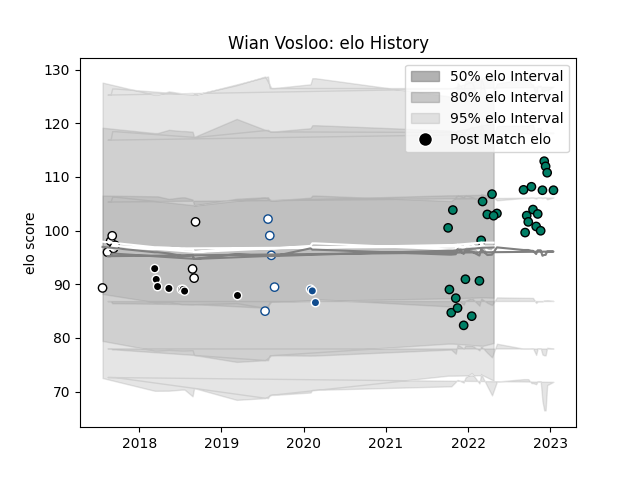 Wian Vosloo: elo History
130
120
110
100
90
80
70
elo score
50% elo Interval
80% elo Interval
95% elo Interval
Post Match elo
2018
2019
2020
2021
2022
2023